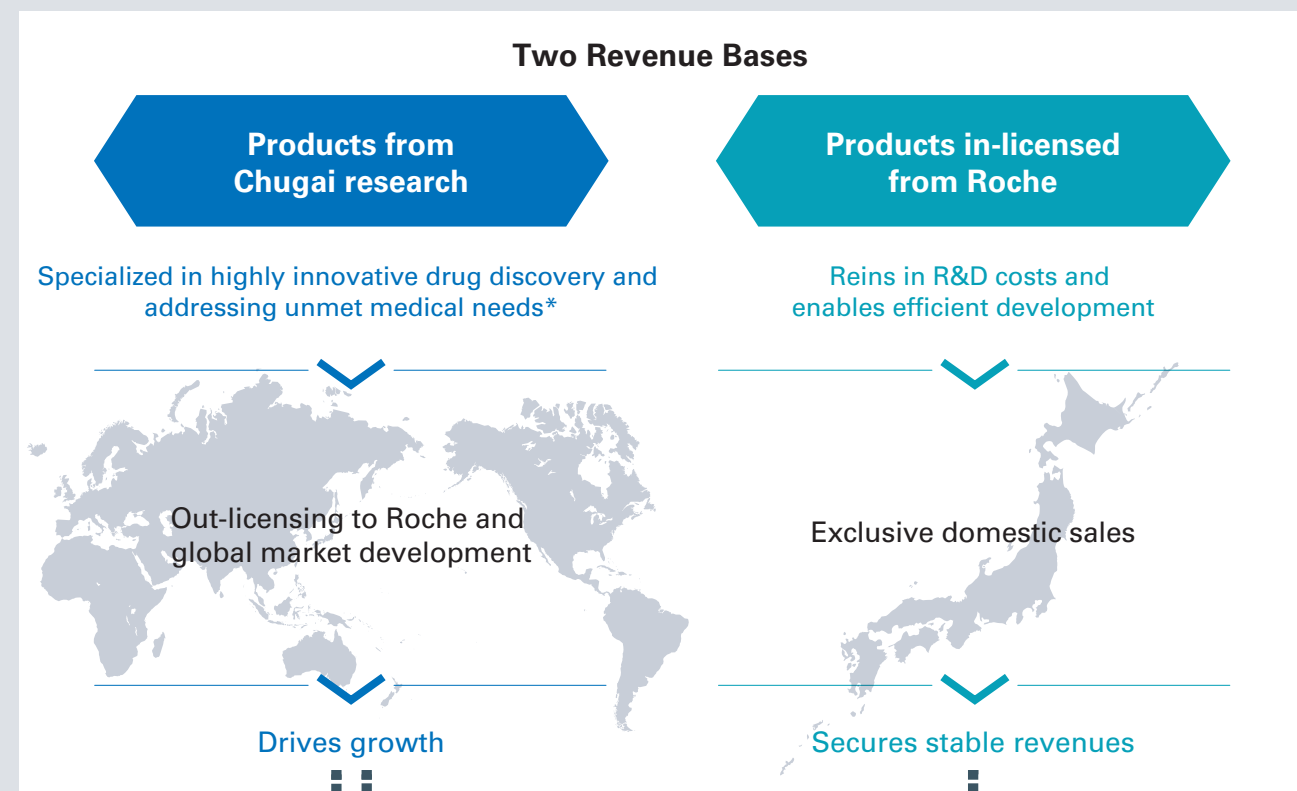 Two Revenue Bases
Products from
Chugai research
Specialized in highly innovative drug discovery and
addressing unmet medical needs*
Out-licensing to Roche and
global market development
Drives growth
Products in-licensed
from Roche
Reins in R&D costs and
enables efficient development
Exclusive domestic sales
Secures stable revenues